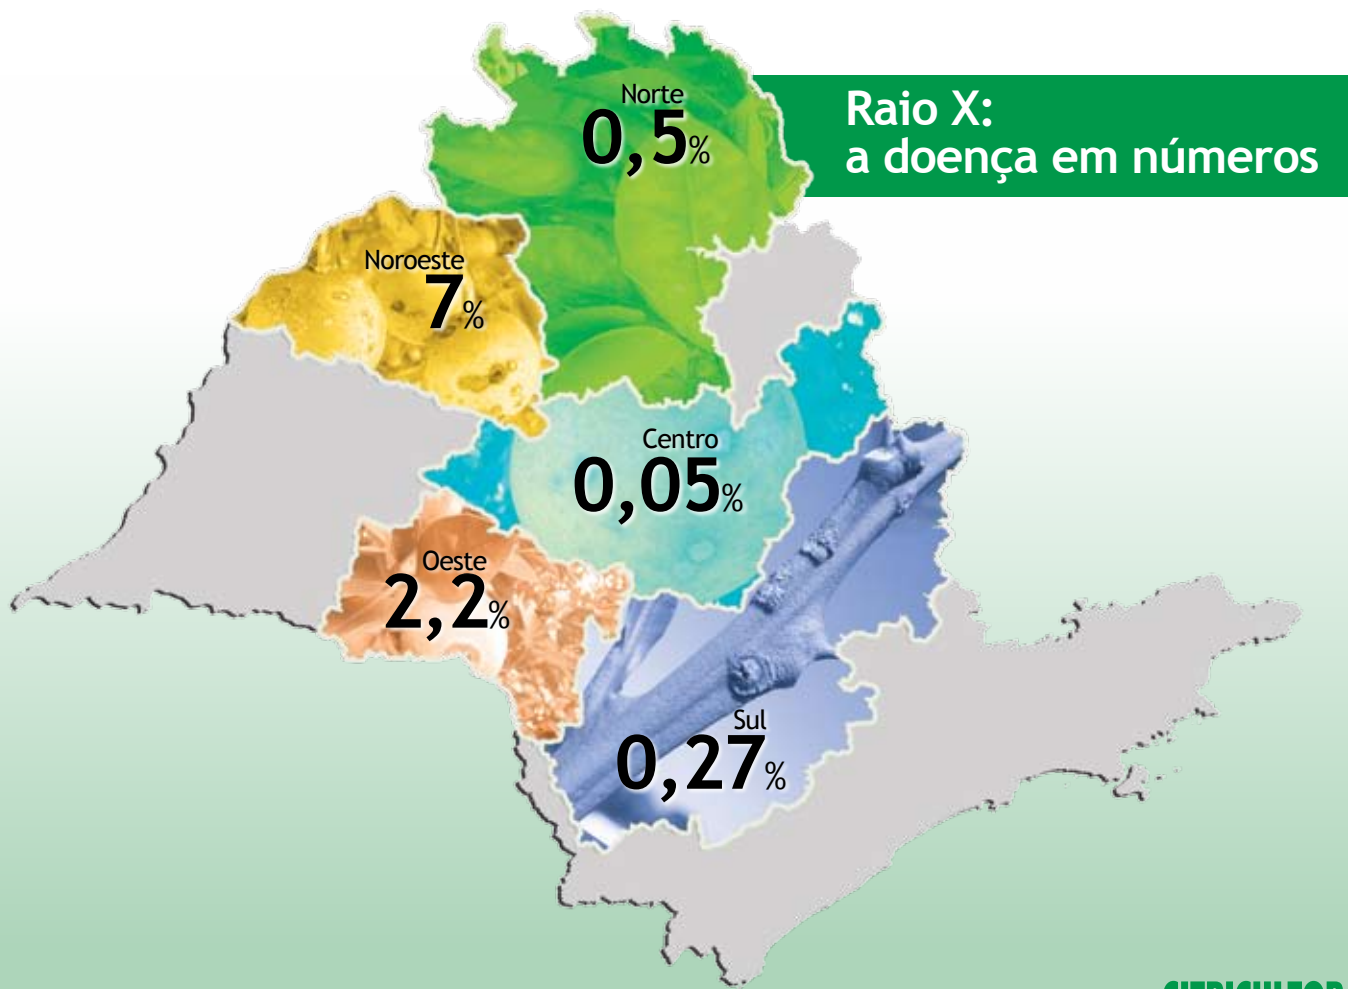 Raio X:
a doença em números
Norte
0,5%
Noroeste
7%
Centro
0,05%
Oeste
2,2%
Sul
0,27%